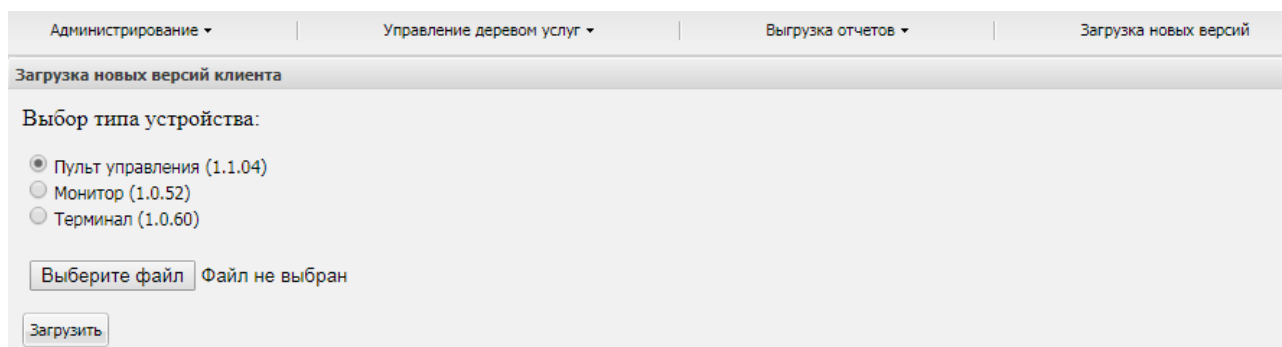 Администрирование Управление деревом услуг Выгрузка отчетов Загрузка новых версий
Загрузка новых версий клиента
Выбор типа устройства:
Пульт управления (1.1.04)
Монитор (1.0.52)
Терминал (1.0.60)
Выберите файл Файл не выбран
Загрузить